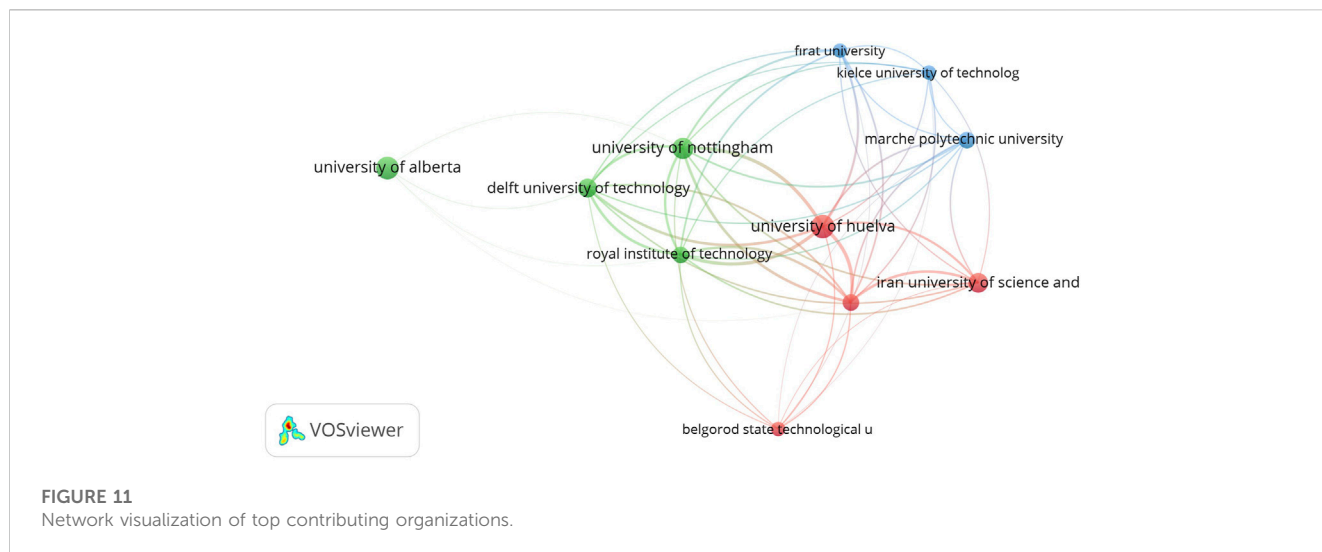 fırat university
kielce university of technolog
marche polytechnic university
university of nottingham
university of alberta
delft university of technology
university of huelva
royal institute of technology
iran university of science and
belgorod state technological u
VOSviewer
FIGURE 11
Network visualization of top contributing organizations.